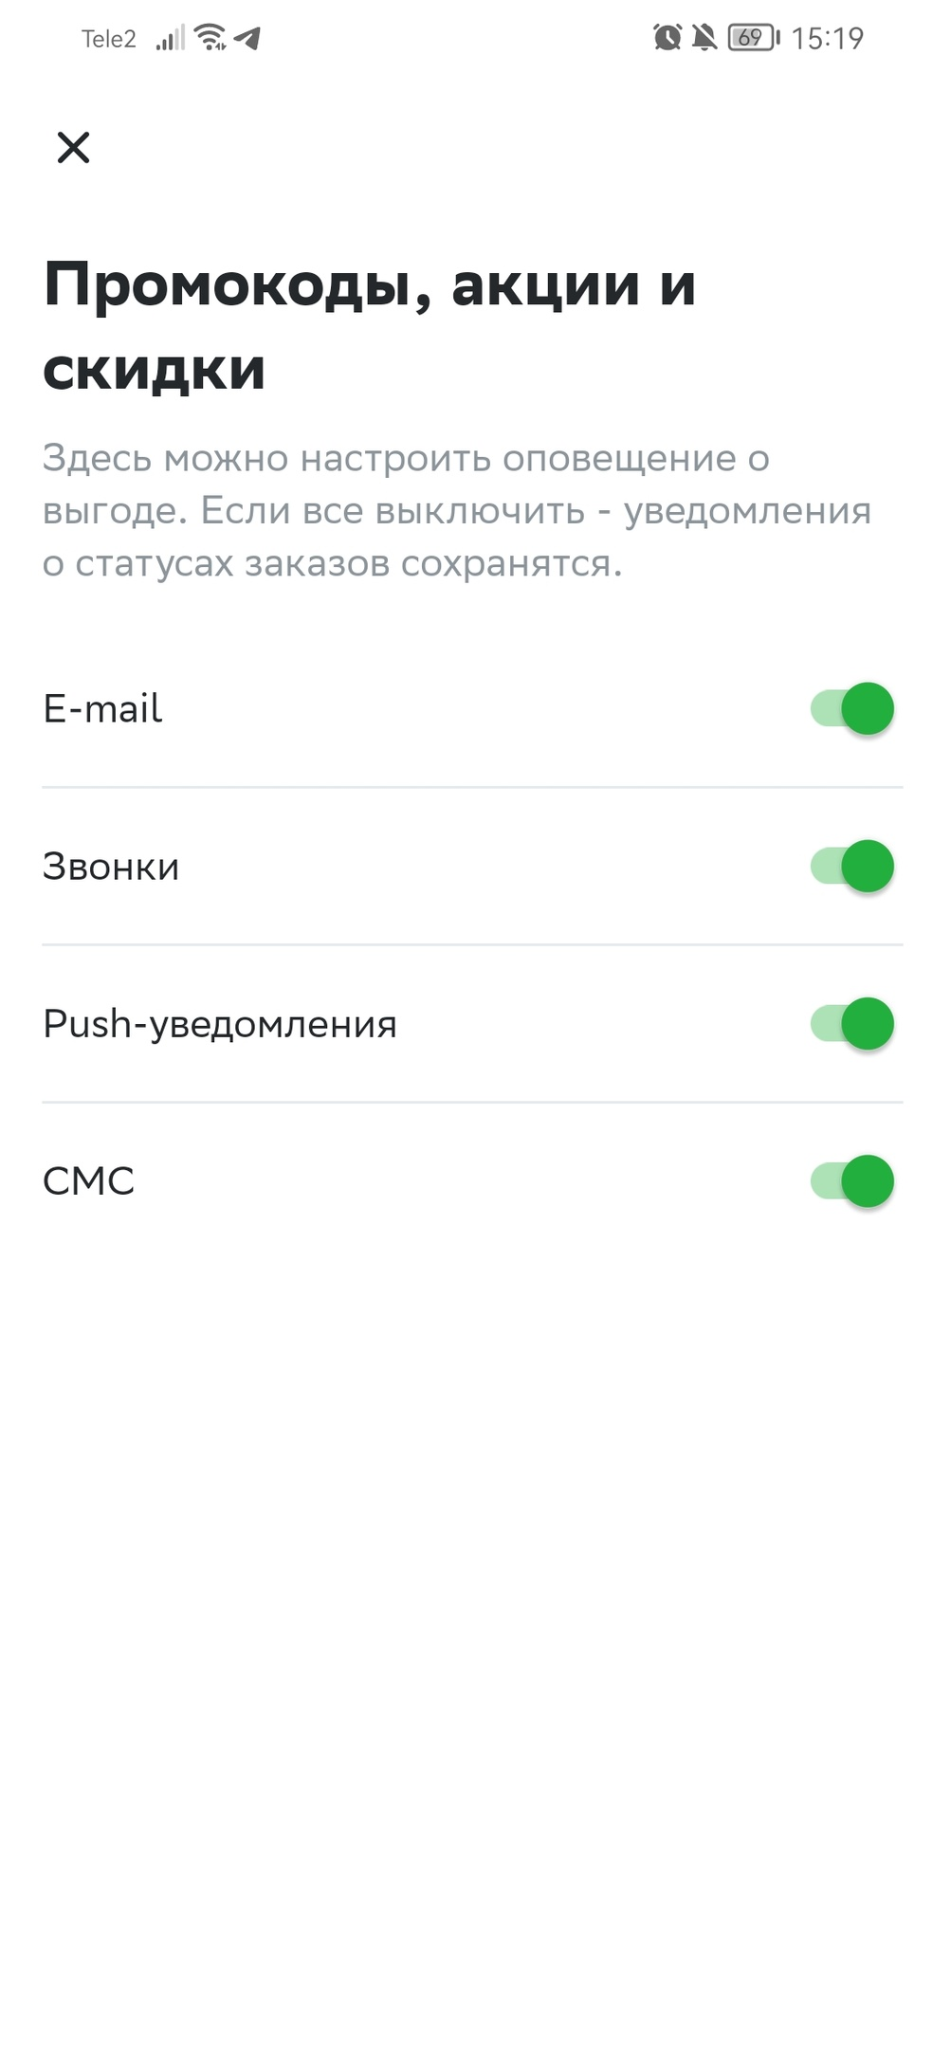 Tele2 69 15:19
Промокоды, акции и
скидки
Здесь можно настроить оповещение о
выгоде. Если все выключить - уведомления
о статусах заказов сохранятся.
E-mail
Звонки
Push-уведомления
СМС